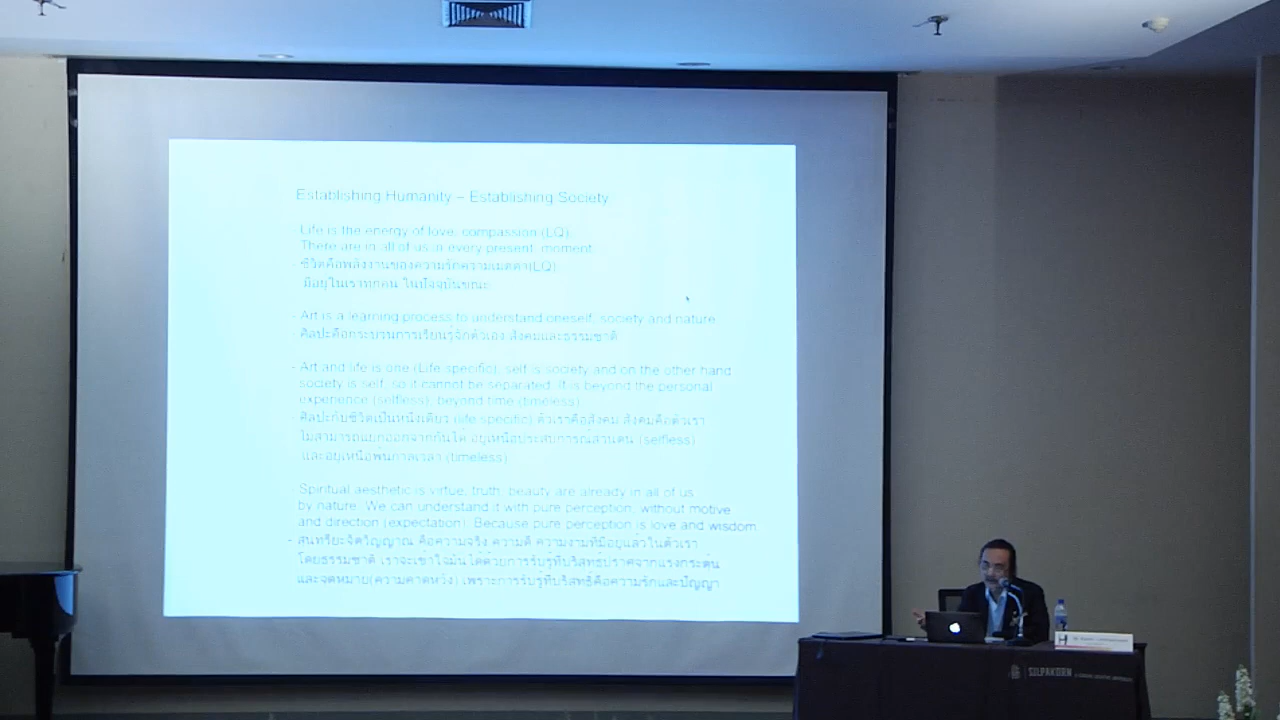 Establishing Humanity – Establishing Society
Life is the energy of love, compassion (LQ)
There are in all of us in every present moment
- ชีวิตคือพลังงานของความรักความเมตตา(LQ)
มีอยู่ในเราทุกคน ในปัจจุบันขณะ
- Art is a learning process to understand oneself, society and nature
- ศิลปะคือกระบวนการเรียนรู้จักตัวเอง สังคมและธรรมชาติ
- Art and life is one (Life specific), self is society and on the other hand
society is self, so it cannot be separated. It is beyond the personal
experience (selfless), beyond time (timeless)
- ศิลปะกับชีวิตเป็นหนึ่งเดียว (life specific) ตัวเราคือสังคม สังคมคือตัวเรา
ไม่สามารถแยกออกจากกันได้ อยู่เหนือประสบการณ์ส่วนตน (selfless)
และอยู่เหนือพ้นกาลเวลา (timeless)
Spiritual aesthetic is virtue, truth, beauty are already in all of us
by nature. We can understand it with pure perception, without motive
and direction (expectation). Because pure perception is love and wisdom
- สุนทรียะจิตวิญญาณ คือความจริง ความดี ความงามที่มีอยู่แล้วในตัวเรา
โดยธรรมชาติ เราจะเข้าใจมันได้ด้วยการรับรู้ที่บริสุทธิ์ปราศจากแรงกระตุ้น
และจุดหมาย(ความคาดหวัง) เพราะการรับรู้ที่บริสุทธิ์คือความรักและปัญญา
SILPAKORN